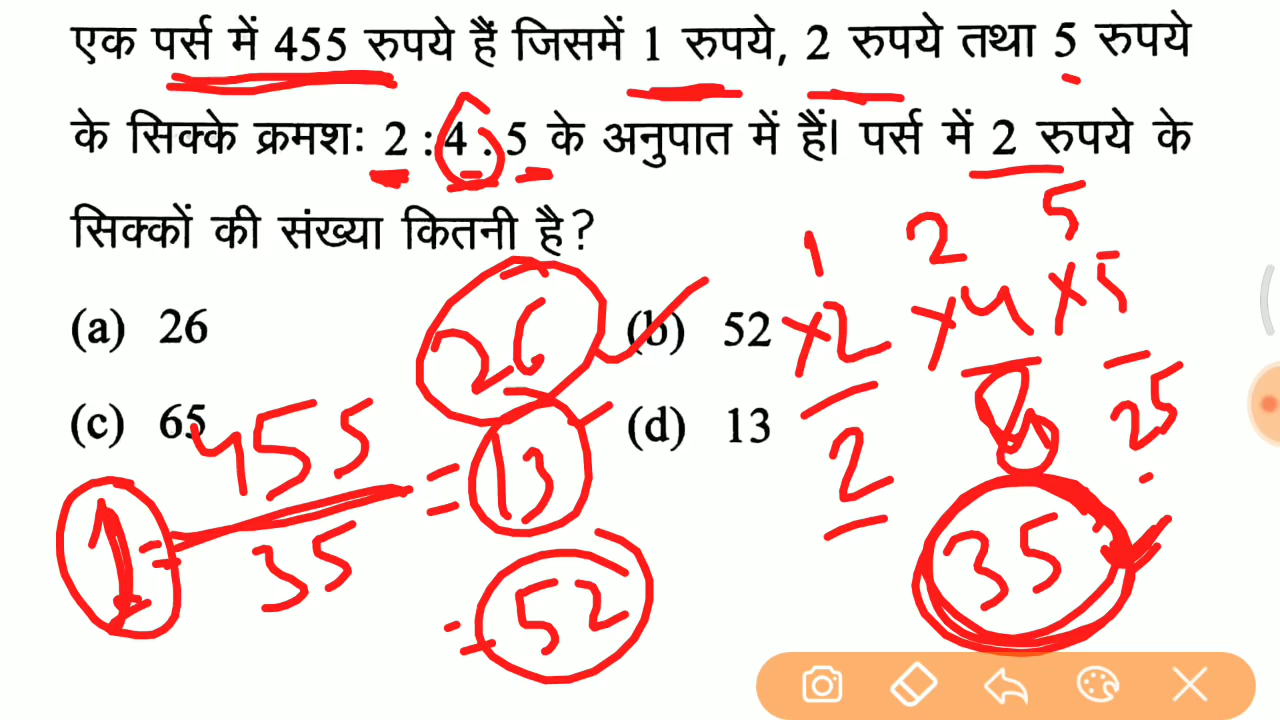 एक पर्स में 455 रुपये हैं जिसमें 1 रुपये, 2 रुपये तथा 5 रुपये
के सिक्के क्रमशः 2 : 4 : 5 के अनुपात में हैं। पर्स में 2 रुपये के
सिक्कों की संख्या कितनी है?
1 2 5
×2 ×4 ×5
2 8 25
35
(a) 26
(b) 52
(c) 65
(d) 13
26
1 = 455
35
= 13
= 52